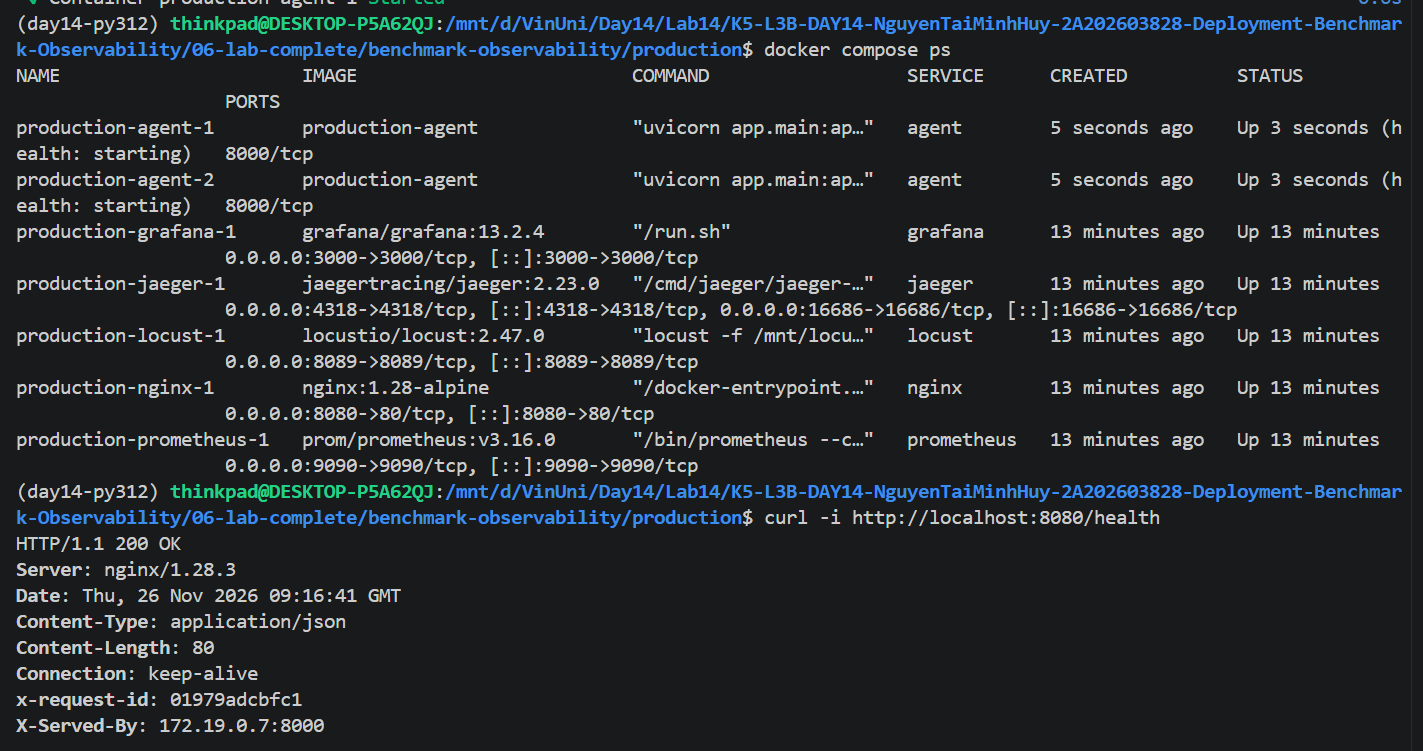 Container production-agent-1 Started
(day14-py312) thinkpad@DESKTOP-P5A62QJ:/mnt/d/VinUni/Day14/Lab14/K5-L3B-DAY14-NguyenTaiMinhHuy-2A202603828-Deployment-Benchmar
k-Observability/06-lab-complete/benchmark-observability/production$ docker compose ps
NAME IMAGE COMMAND SERVICE CREATED STATUS
PORTS
production-agent-1 production-agent "uvicorn app.main:ap…" agent 5 seconds ago Up 3 seconds (h
ealth: starting) 8000/tcp
production-agent-2 production-agent "uvicorn app.main:ap…" agent 5 seconds ago Up 3 seconds (h
ealth: starting) 8000/tcp
production-grafana-1 grafana/grafana:13.2.4 "/run.sh" grafana 13 minutes ago Up 13 minutes
0.0.0.0:3000->3000/tcp, [::]:3000->3000/tcp
production-jaeger-1 jaegertracing/jaeger:2.23.0 "/cmd/jaeger/jaeger-…" jaeger 13 minutes ago Up 13 minutes
0.0.0.0:4318->4318/tcp, [::]:4318->4318/tcp, 0.0.0.0:16686->16686/tcp, [::]:16686->16686/tcp
production-locust-1 locustio/locust:2.47.0 "locust -f /mnt/locu…" locust 13 minutes ago Up 13 minutes
0.0.0.0:8089->8089/tcp, [::]:8089->8089/tcp
production-nginx-1 nginx:1.28-alpine "/docker-entrypoint.…" nginx 13 minutes ago Up 13 minutes
0.0.0.0:8080->80/tcp, [::]:8080->80/tcp
production-prometheus-1 prom/prometheus:v3.16.0 "/bin/prometheus --c…" prometheus 13 minutes ago Up 13 minutes
0.0.0.0:9090->9090/tcp, [::]:9090->9090/tcp
(day14-py312) thinkpad@DESKTOP-P5A62QJ:/mnt/d/VinUni/Day14/Lab14/K5-L3B-DAY14-NguyenTaiMinhHuy-2A202603828-Deployment-Benchmar
k-Observability/06-lab-complete/benchmark-observability/production$ curl -i http://localhost:8080/health
HTTP/1.1 200 OK
Server: nginx/1.28.3
Date: Thu, 26 Nov 2026 09:16:41 GMT
Content-Type: application/json
Content-Length: 80
Connection: keep-alive
x-request-id: 01979adcbfc1
X-Served-By: 172.19.0.7:8000